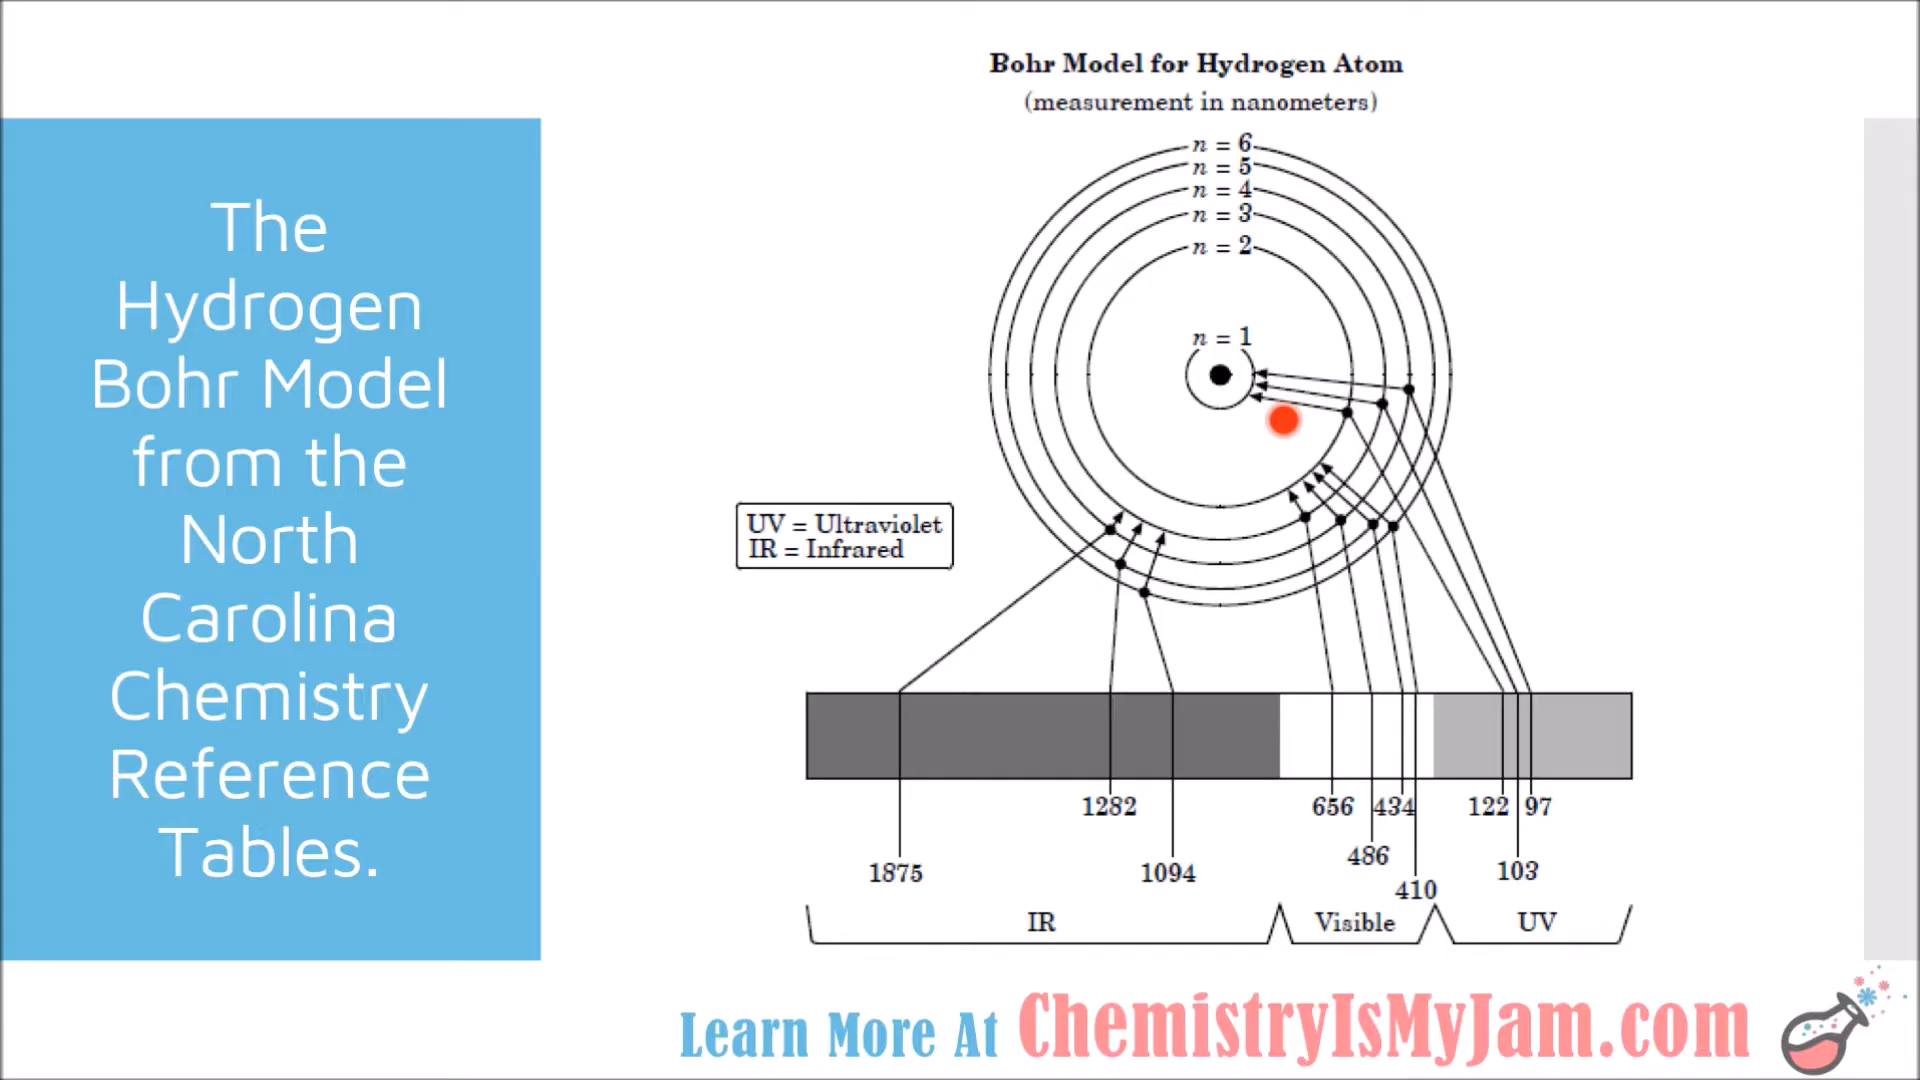 The
Hydrogen
Bohr Model
from the
North
Carolina
Chemistry
Reference
Tables.
Bohr Model for Hydrogen Atom
(measurement in nanometers)
n = 6
n = 5
n = 4
n = 3
n = 2
n = 1
UV = Ultraviolet
IR = Infrared
1282 656 434 122 97
486
1875 1094 103
410
IR Visible UV
Learn More At ChemistryIsMyJam.com